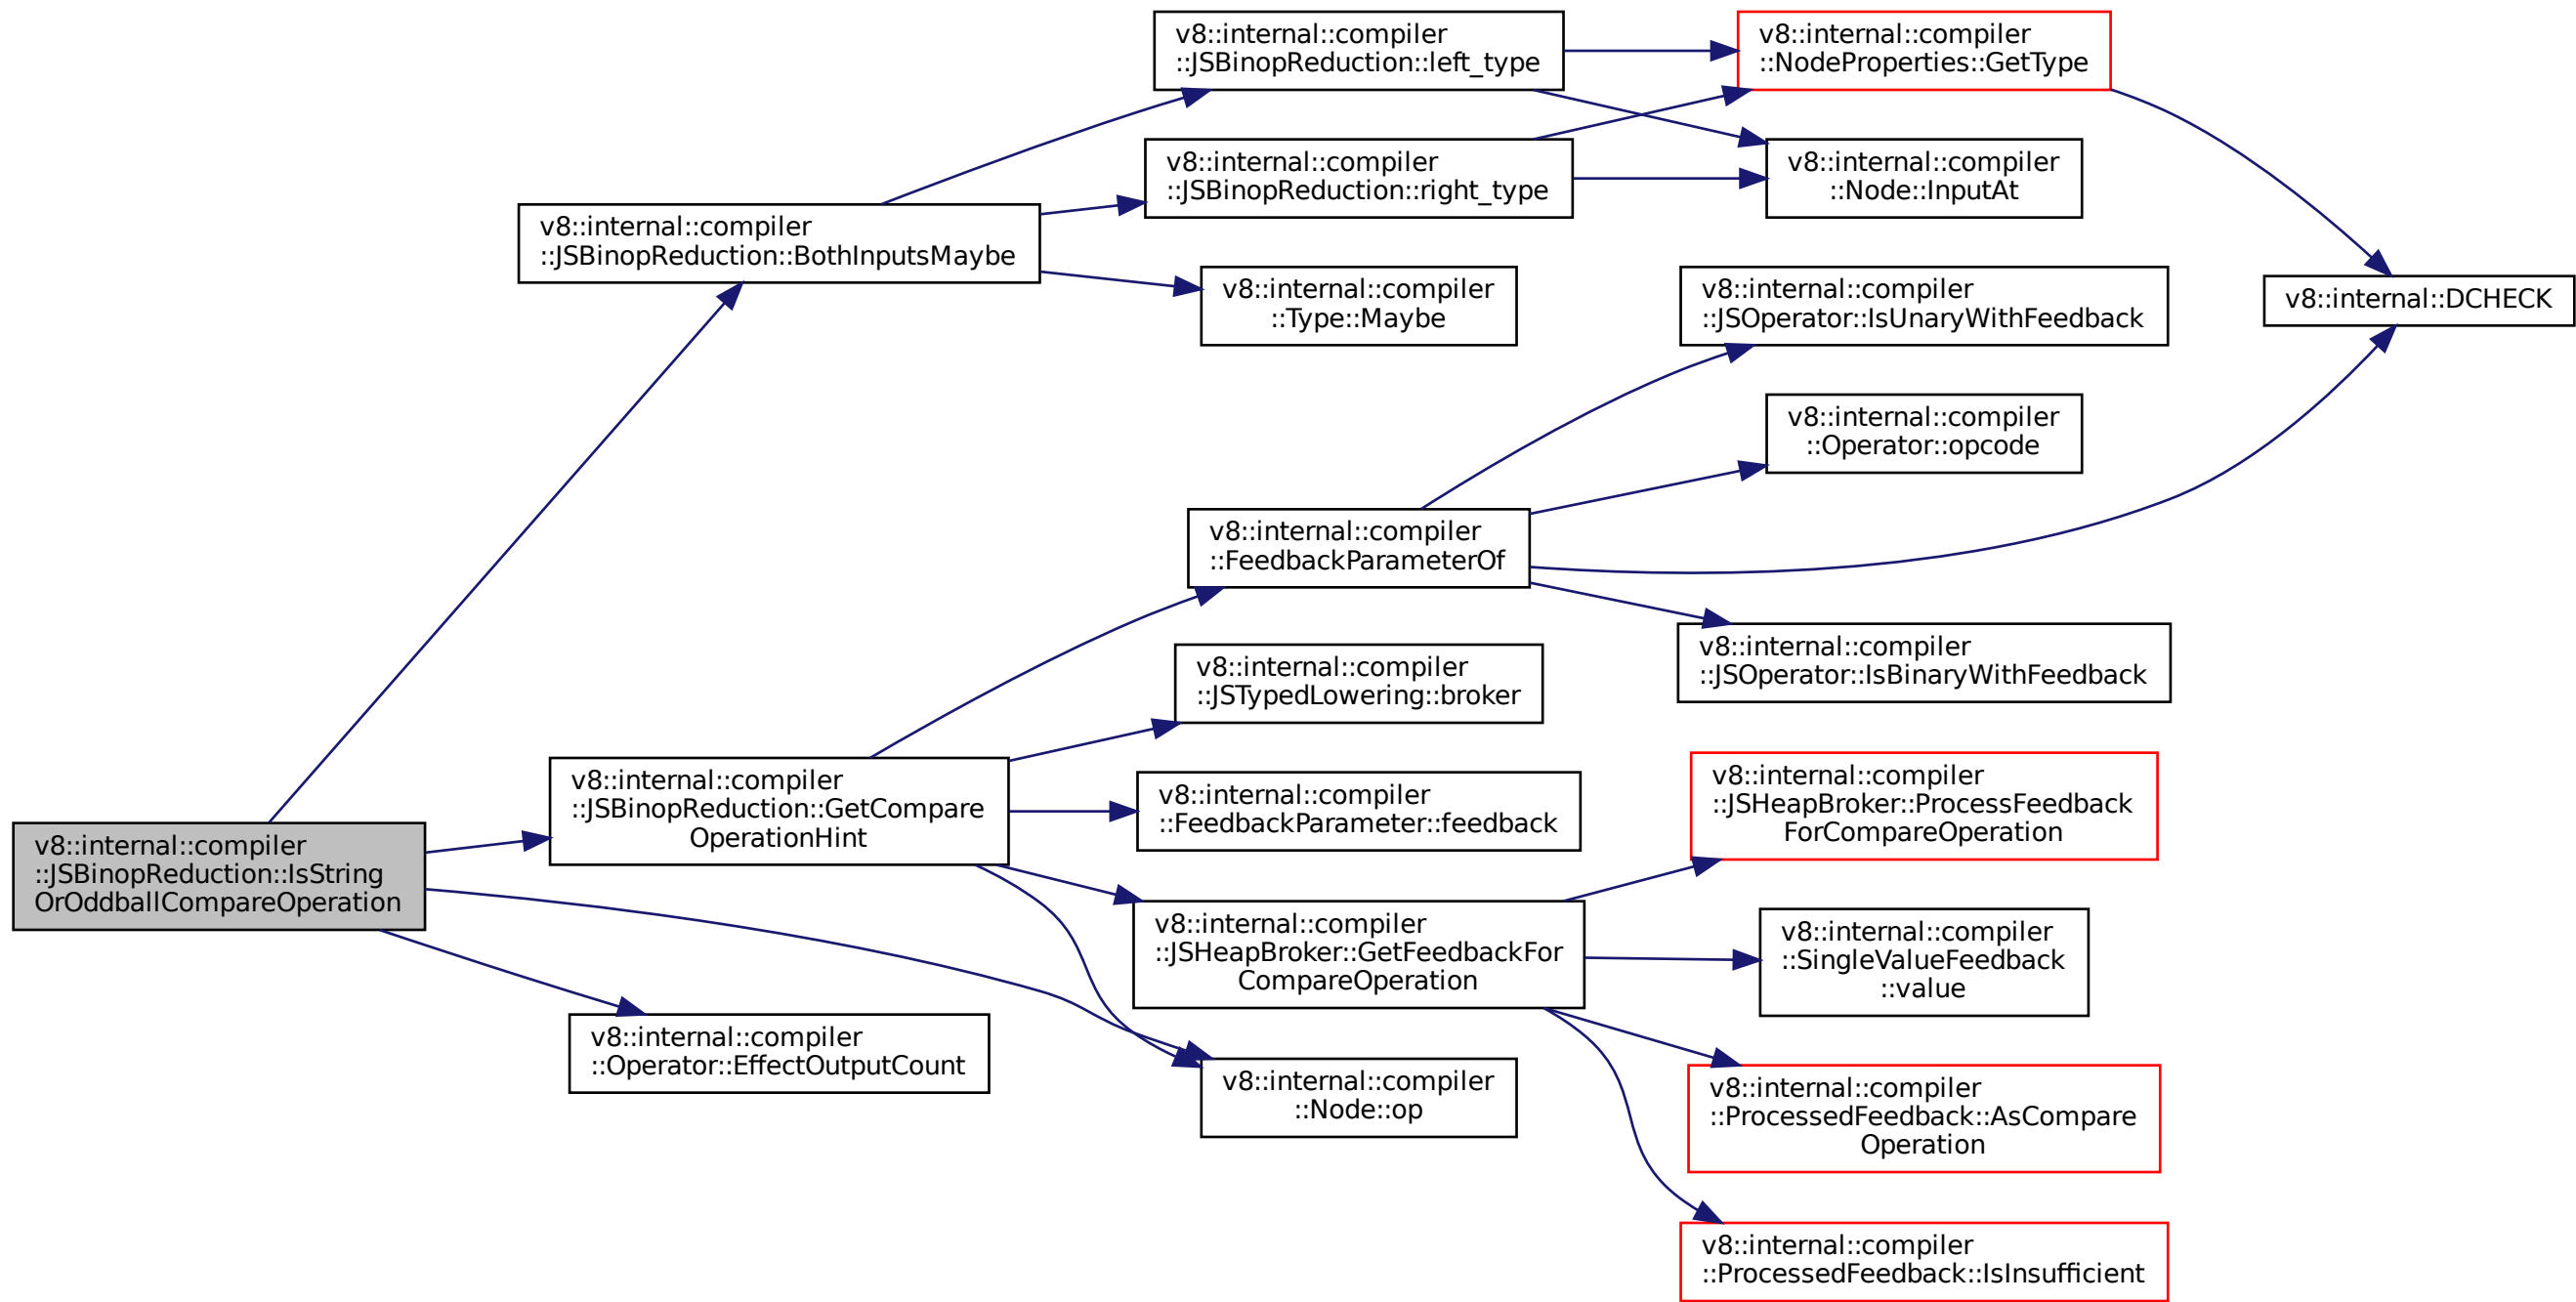 v8::internal::compiler
::JSBinopReduction::IsString
OrOddballCompareOperation
v8::internal::compiler
::JSBinopReduction::BothInputsMaybe
v8::internal::compiler
::JSBinopReduction::GetCompare
OperationHint
v8::internal::compiler
::Operator::EffectOutputCount
v8::internal::compiler
::JSBinopReduction::left_type
v8::internal::compiler
::JSBinopReduction::right_type
v8::internal::compiler
::Type::Maybe
v8::internal::compiler
::FeedbackParameterOf
v8::internal::compiler
::JSTypedLowering::broker
v8::internal::compiler
::FeedbackParameter::feedback
v8::internal::compiler
::JSHeapBroker::GetFeedbackFor
CompareOperation
v8::internal::compiler
::Node::op
v8::internal::compiler
::NodeProperties::GetType
v8::internal::compiler
::Node::InputAt
v8::internal::compiler
::JSOperator::IsUnaryWithFeedback
v8::internal::compiler
::Operator::opcode
v8::internal::compiler
::JSOperator::IsBinaryWithFeedback
v8::internal::compiler
::JSHeapBroker::ProcessFeedback
ForCompareOperation
v8::internal::compiler
::SingleValueFeedback
::value
v8::internal::compiler
::ProcessedFeedback::AsCompare
Operation
v8::internal::compiler
::ProcessedFeedback::IsInsufficient
v8::internal::DCHECK